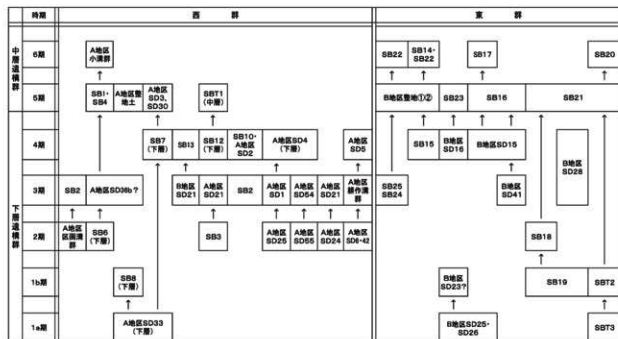 時期
西 群
東 群
中層遺構群
6期
A地区
小溝群
SB22
SB14・
SB22
SB17
SB20
5期
SB1・
SB4
A地区整
地土
A地区
SD3、
SD30
SBT1
(中層)
B地区整地①②
SB23
SB16
SB21
下層遺構群
4期
SB7
(下層)
SB13
SB12
(下層)
SB10・
A地区
SD2
A地区SD4
(下層)
A地区
SD5
SB15
B地区
SD16
B地区SD15
B地区
SD28
3期
SB2
A地区SD36b?
B地区
SD21
A地区
SD21
SB2
A地区
SD1
A地区
SD54
A地区
SD21
A地区
耕作溝
群
SB25
SB24
B地区
SD41
2期
A地区
区画溝
群
SB6
(下層)
SB3
A地区
SD25
A地区
SD55
A地区
SD24
A地区
SD6・42
SB18
1b期
SB8
(下層)
B地区
SD23?
SB19
SBT2
1a期
A地区SD33
(下層)
B地区SD25・
SD26
SBT3